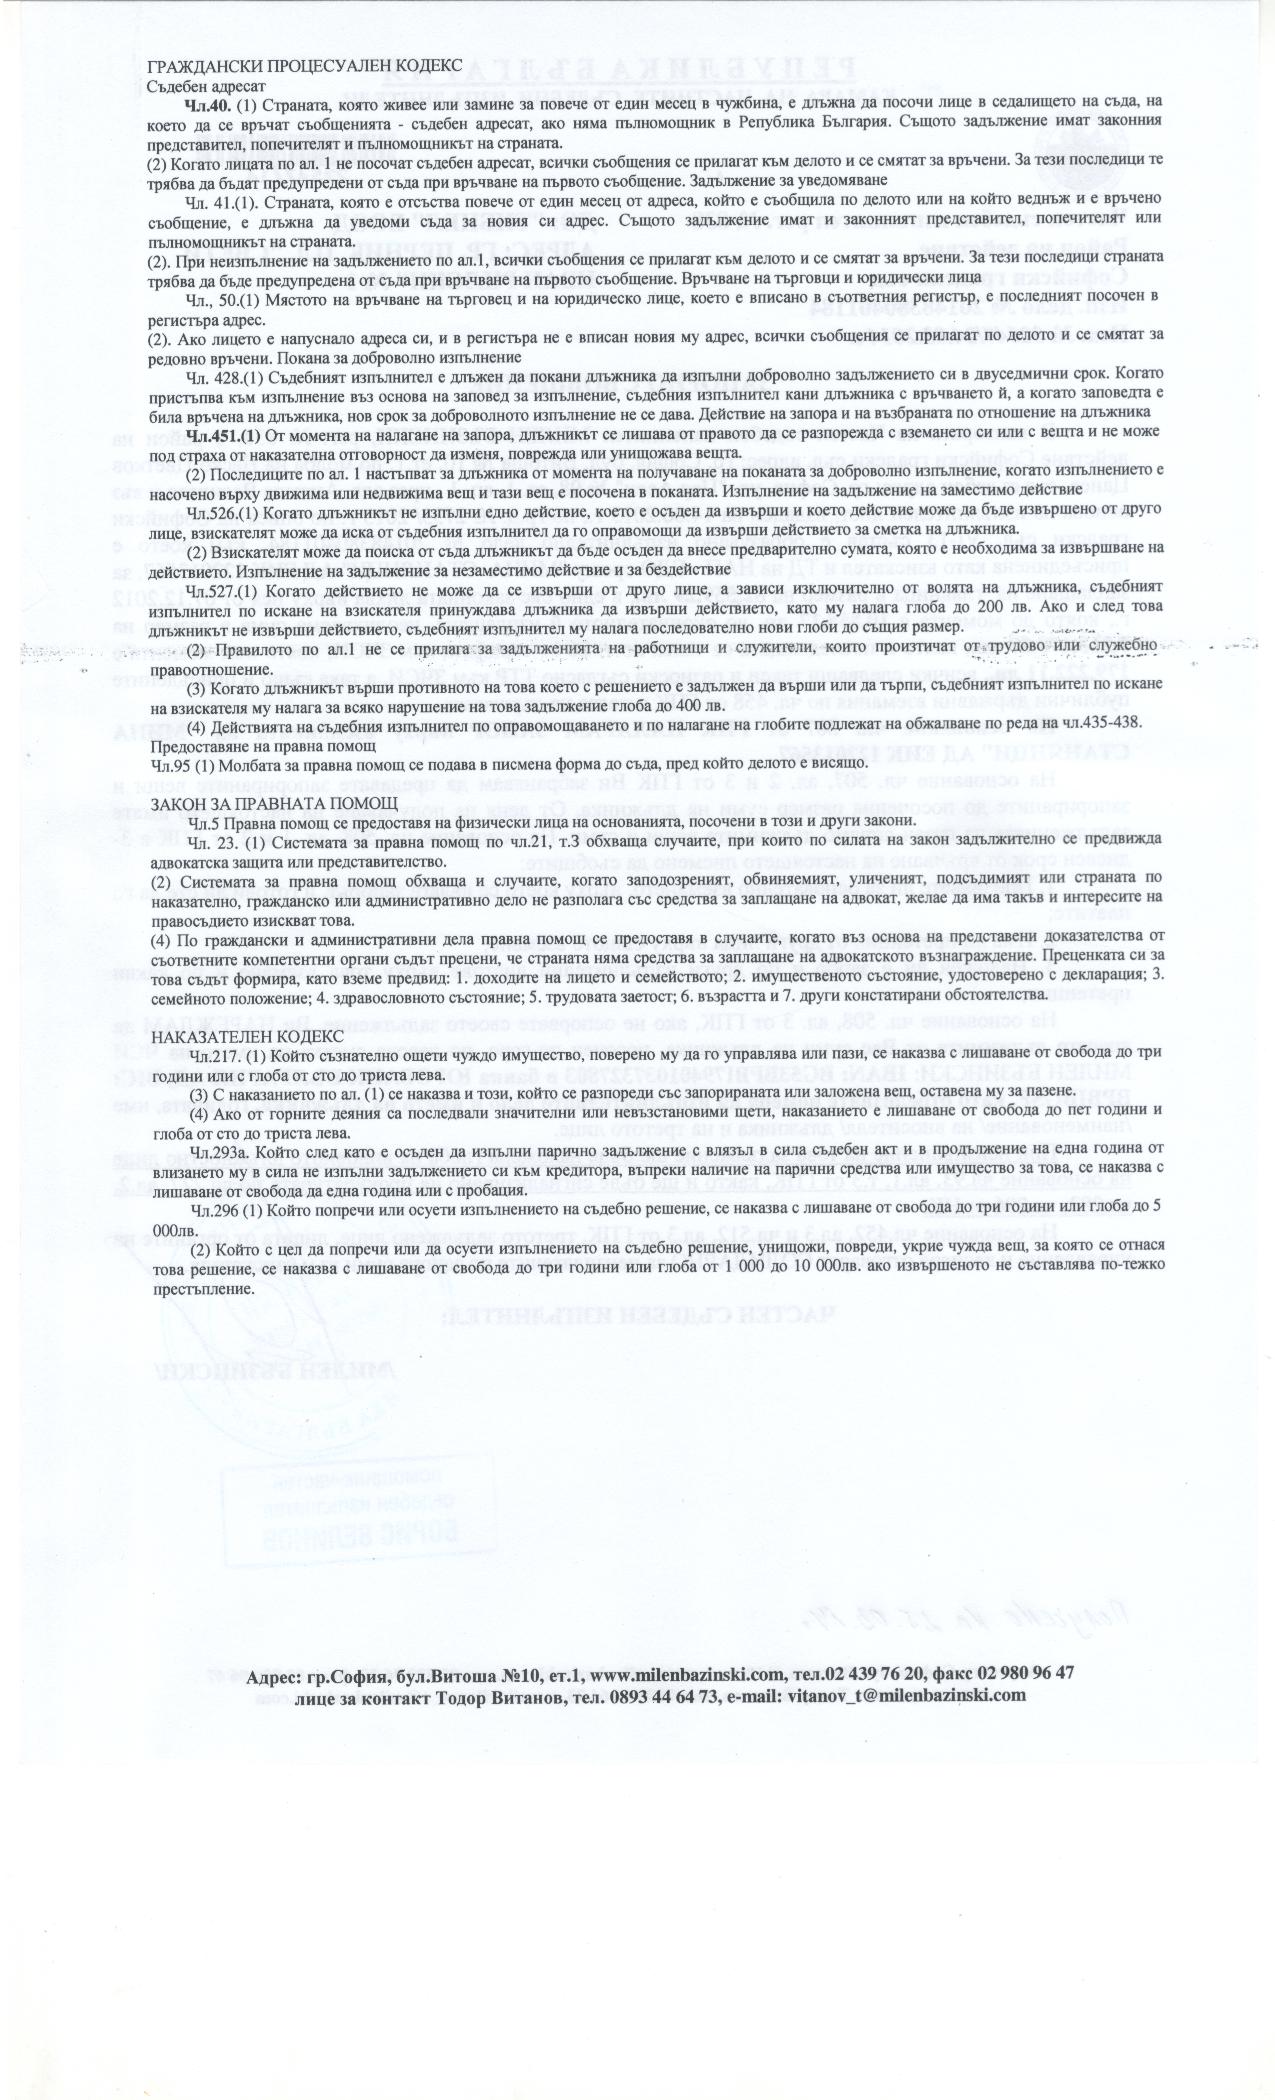 ГРАЖДАНСКИ ПРОЦЕСУАЛЕН КОДЕКС
Съдебен адресат
Чл.40. (1) Страната, която живее или замине за повече от един месец в чужбина, е длъжна да посочи лице в седалището на съда, на
което да се връчат съобщенията - съдебен адресат, ако няма пълномощник в Република България. Същото задължение имат законния
представител, попечителят и пълномощникът на страната.
(2) Когато лицата по ал. 1 не посочат съдебен адресат, всички съобщения се прилагат към делото и се смятат за връчени. За тези последици те
трябва да бъдат предупредени от съда при връчване на първото съобщение. Задължение за уведомяване
Чл. 41.(1). Страната, която е отсъства повече от един месец от адреса, който е съобщила по делото или на който веднъж и е връчено
съобщение, е длъжна да уведоми съда за новия си адрес. Същото задължение имат и законният представител, попечителят или
пълномощникът на страната.
(2). При неизпълнение на задължението по ал.1, всички съобщения се прилагат към делото и се смятат за връчени. За тези последици страната
трябва да бъде предупредена от съда при връчване на първото съобщение. Връчване на търговци и юридически лица
Чл., 50.(1) Мястото на връчване на търговец и на юридическо лице, което е вписано в съответния регистър, е последният посочен в
регистъра адрес.
(2). Ако лицето е напуснало адреса си, и в регистъра не е вписан новия му адрес, всички съобщения се прилагат по делото и се смятат за
редовно връчени. Покана за доброволно изпълнение
Чл. 428.(1) Съдебният изпълнител е длъжен да покани длъжника да изпълни доброволно задължението си в двуседмични срок. Когато
пристъпва към изпълнение въз основа на заповед за изпълнение, съдебния изпълнител кани длъжника с връчването й, а когато заповедта е
била връчена на длъжника, нов срок за доброволното изпълнение не се дава. Действие на запора и на възбраната по отношение на длъжника
Чл.451.(1) От момента на налагане на запора, длъжникът се лишава от правото да се разпорежда с вземането си или с вещта и не може
под страха от наказателна отговорност да изменя, поврежда или унищожава вещта.
(2) Последиците по ал. 1 настъпват за длъжника от момента на получаване на поканата за доброволно изпълнение, когато изпълнението е
насочено върху движима или недвижима вещ и тази вещ е посочена в поканата. Изпълнение на задължение на заместимо действие
Чл.526.(1) Когато длъжникът не изпълни едно действие, което е осъден да извърши и което действие може да бъде извършено от друго
лице, взискателят може да иска от съдебния изпълнител да го оправомощи да извърши действието за сметка на длъжника.
(2) Взискателят може да поиска от съда длъжникът да бъде осъден да внесе предварително сумата, която е необходима за извършване на
действието. Изпълнение на задължение за незаместимо действие и за бездействие
Чл.527.(1) Когато действието не може да се извърши от друго лице, а зависи изключително от волята на длъжника, съдебният
изпълнител по искане на взискателя принуждава длъжника да извърши действието, като му налага глоба до 200 лв. Ако и след това
длъжникът не извърши действието, съдебният изпълнител му налага последователно нови глоби до същия размер.
(2) Правилото по ал.1 не се прилага за задълженията на работници и служители, които произтичат от трудово или служебно
правоотношение.
(3) Когато длъжникът върши противното на това което с решението е задължен да върши или да търпи, съдебният изпълнител по искане
на взискателя му налага за всяко нарушение на това задължение глоба до 400 лв.
(4) Действията на съдебния изпълнител по оправомощаването и по налагане на глобите подлежат на обжалване по реда на чл.435-438.
Предоставяне на правна помощ
Чл.95 (1) Молбата за правна помощ се подава в писмена форма до съда, пред който делото е висящо.
ЗАКОН ЗА ПРАВНАТА ПОМОЩ
Чл.5 Правна помощ се предоставя на физически лица на основанията, посочени в този и други закони.
Чл. 23. (1) Системата за правна помощ по чл.21, т.3 обхваща случаите, при които по силата на закон задължително се предвижда
адвокатска защита или представителство.
(2) Системата за правна помощ обхваща и случаите, когато заподозреният, обвиняемият, уличеният, подсъдимият или страната по
наказателно, гражданско или административно дело не разполага със средства за заплащане на адвокат, желае да има такъв и интересите на
правосъдието изискват това.
(4) По граждански и административни дела правна помощ се предоставя в случаите, когато въз основа на представени доказателства от
съответните компетентни органи съдът прецени, че страната няма средства за заплащане на адвокатското възнаграждение. Преценката си за
това съдът формира, като вземе предвид: 1. доходите на лицето и семейството; 2. имущественото състояние, удостоверено с декларация; 3.
семейното положение; 4. здравословното състояние; 5. трудовата заетост; 6. възрастта и 7. други констатирани обстоятелства.
НАКАЗАТЕЛЕН КОДЕКС
Чл.217. (1) Който съзнателно ощети чуждо имущество, поверено му да го управлява или пази, се наказва с лишаване от свобода до три
години или с глоба от сто до триста лева.
(3) С наказанието по ал. (1) се наказва и този, който се разпореди със запорираната или заложена вещ, оставена му за пазене.
(4) Ако от горните деяния са последвали значителни или невъзстановими щети, наказанието е лишаване от свобода до пет години и
глоба от сто до триста лева.
Чл.293а. Който след като е осъден да изпълни парично задължение с влязъл в сила съдебен акт и в продължение на една година от
влизането му в сила не изпълни задължението си към кредитора, въпреки наличие на парични средства или имущество за това, се наказва с
лишаване от свобода да една година или с пробация.
Чл.296 (1) Който попречи или осуети изпълнението на съдебно решение, се наказва с лишаване от свобода до три години или глоба до 5
000лв.
(2) Който с цел да попречи или да осуети изпълнението на съдебно решение, унищожи, повреди, укрие чужда вещ, за която се отнася
това решение, се наказва с лишаване от свобода до три години или глоба от 1 000 до 10 000лв. ако извършеното не съставлява по-тежко
престъпление.
Адрес: гр.София, бул.Витоша №10, ет.1, www.milenbazinski.com, тел.02 439 76 20, факс 02 980 96 47
лице за контакт Тодор Витанов, тел. 0893 44 64 73, e-mail: vitanov_t@milenbazinski.com